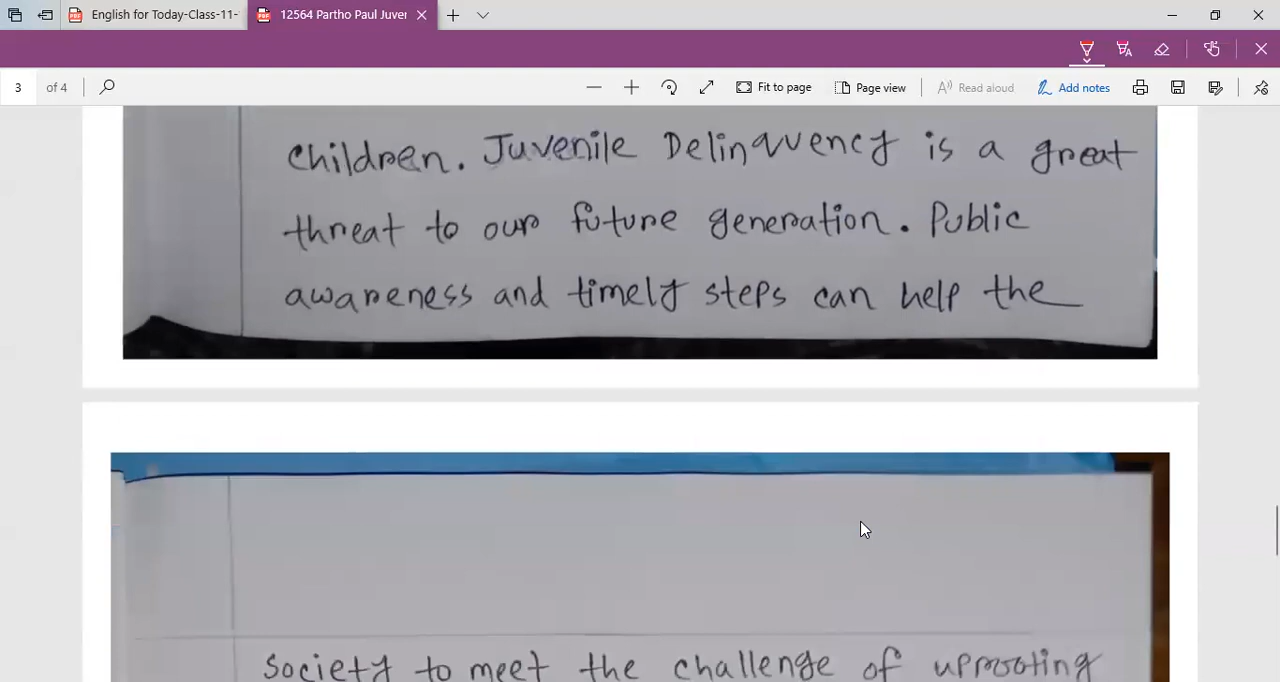 English for Today-Class-11-
12564 Partho Paul Juver
3 of 4
Fit to page
Page view
Read aloud
Add notes
children. Juvenile Delinquency is a great
threat to our future generation. Public
awareness and timely steps can help the
society to meet the challenge of uprooting